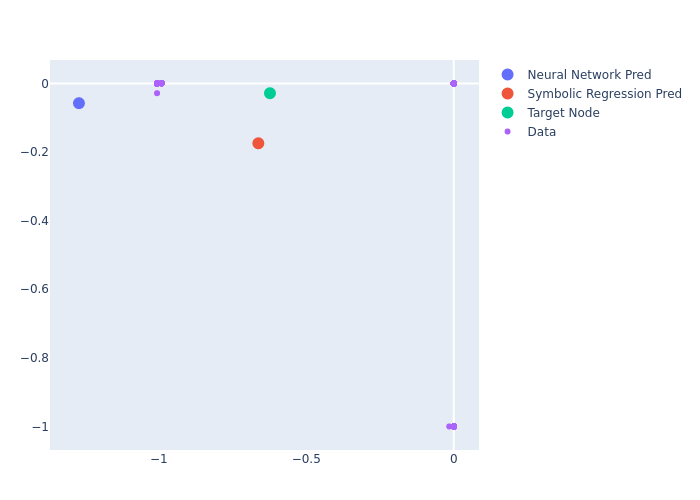 Neural Network Pred
Symbolic Regression Pred
Target Node
Data
0
−0.2
−0.4
−0.6
−0.8
−1
−1
−0.5
0